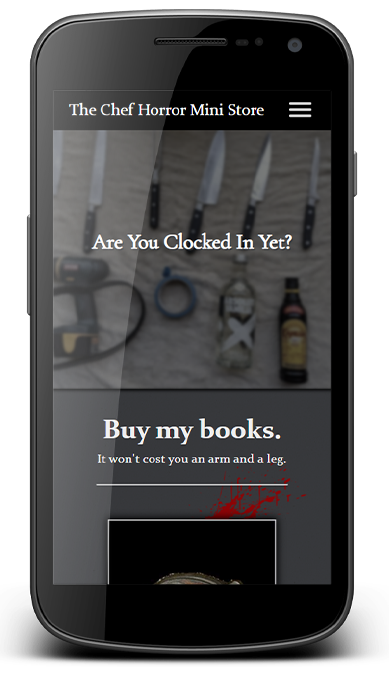 The Chef Horror Mini Store
Are You Clocked In Yet?
Buy my books.
It won't cost you an arm and a leg.